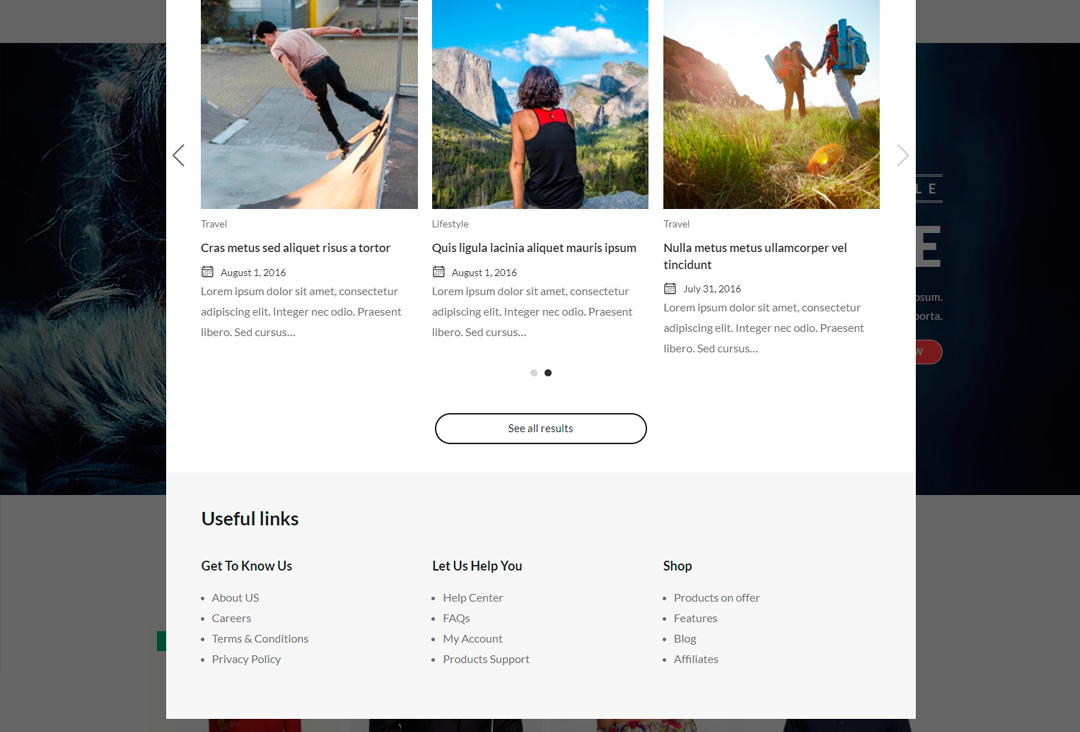 Travel
Cras metus sed aliquet risus a tortor
August 1, 2016
Lorem ipsum dolor sit amet, consectetur
adipiscing elit. Integer nec odio. Praesent
libero. Sed cursus...
Lifestyle
Quis ligula lacinia aliquet mauris ipsum
August 1, 2016
Lorem ipsum dolor sit amet, consectetur
adipiscing elit. Integer nec odio. Praesent
libero. Sed cursus...
Travel
Nulla metus metus ullamcorper vel
tincidunt
July 31, 2016
Lorem ipsum dolor sit amet, consectetur
adipiscing elit. Integer nec odio. Praesent
libero. Sed cursus...
See all results
Useful links
Get To Know Us
About US
Careers
Terms & Conditions
Privacy Policy
Let Us Help You
Help Center
FAQs
My Account
Products Support
Shop
Products on offer
Features
Blog
Affiliates